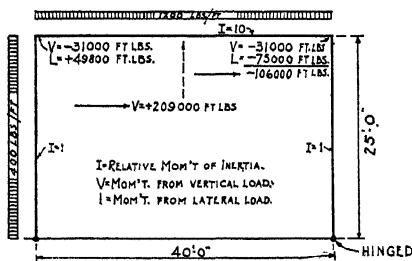 1200 LBS/FT
I=10
V=-31000 FT LBS.
L=+49800 FT.LBS.
V=-31000 FT.LBS.
L=-75000 FT.LBS.
-106000 FT LBS
V=+209000 FT LBS
400 LBS/FT
I=1
I=1
25'-0"
I=RELATIVE MOM'T OF INERTIA.
V=MOM'T. FROM VERTICAL LOAD.
L=MOM'T. FROM LATERAL LOAD.
40'-0"
HINGED